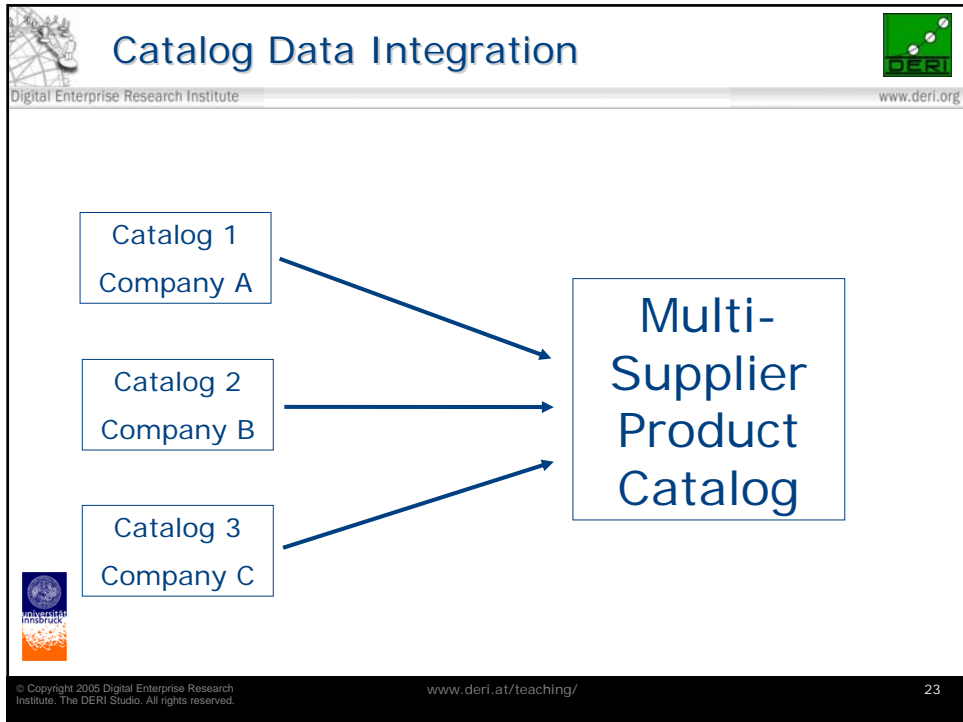 Catalog Data Integration
DERI
Digital Enterprise Research Institute
www.deri.org
Catalog 1
Company A
Catalog 2
Company B
Catalog 3
Company C
Multi-
Supplier
Product
Catalog
universität
innsbruck
© Copyright 2005 Digital Enterprise Research
Institute. The DERI Studio. All rights reserved.
www.deri.at/teaching/
23